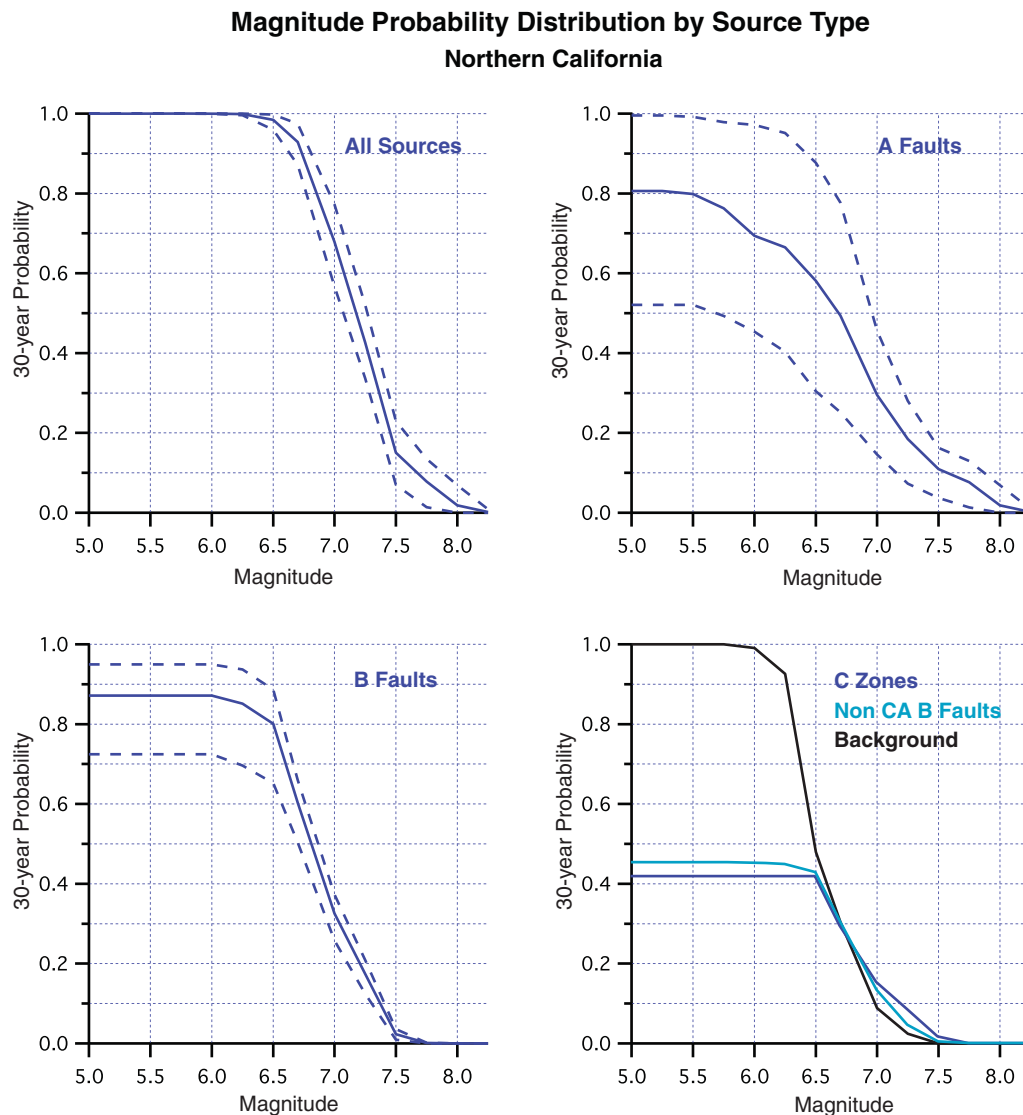 Magnitude Probability Distribution by Source Type
Northern California
1.0
0.8
0.6
0.4
0.2
0.0
30-year Probability
All Sources
5.0 5.5 6.0 6.5 7.0 7.5 8.0
Magnitude
1.0
0.8
0.6
0.4
0.2
0.0
30-year Probability
A Faults
5.0 5.5 6.0 6.5 7.0 7.5 8.0
Magnitude
1.0
0.8
0.6
0.4
0.2
0.0
30-year Probability
B Faults
5.0 5.5 6.0 6.5 7.0 7.5 8.0
Magnitude
1.0
0.8
0.6
0.4
0.2
0.0
30-year Probability
C Zones
Non CA B Faults
Background
5.0 5.5 6.0 6.5 7.0 7.5 8.0
Magnitude